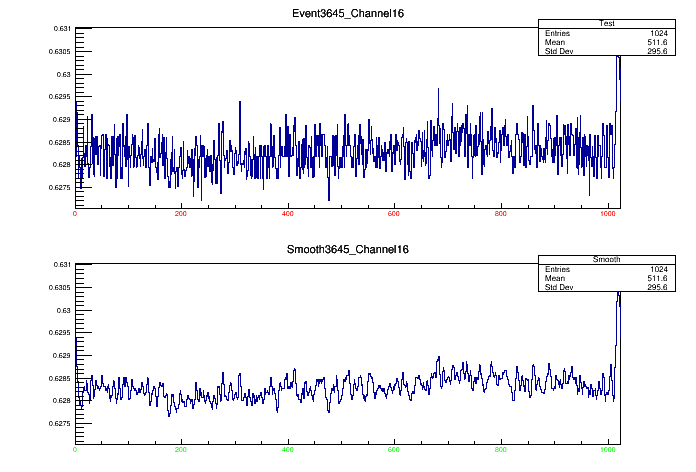 Event3645_Channel16
Test
Entries 1024
Mean 511.6
Std Dev 295.6
0.631
0.6305
0.63
0.6295
0.629
0.6285
0.628
0.6275
0 200 400 600 800 1000
Smooth3645_Channel16
Smooth
Entries 1024
Mean 511.6
Std Dev 295.6
0.631
0.6305
0.63
0.6295
0.629
0.6285
0.628
0.6275
0 200 400 600 800 1000